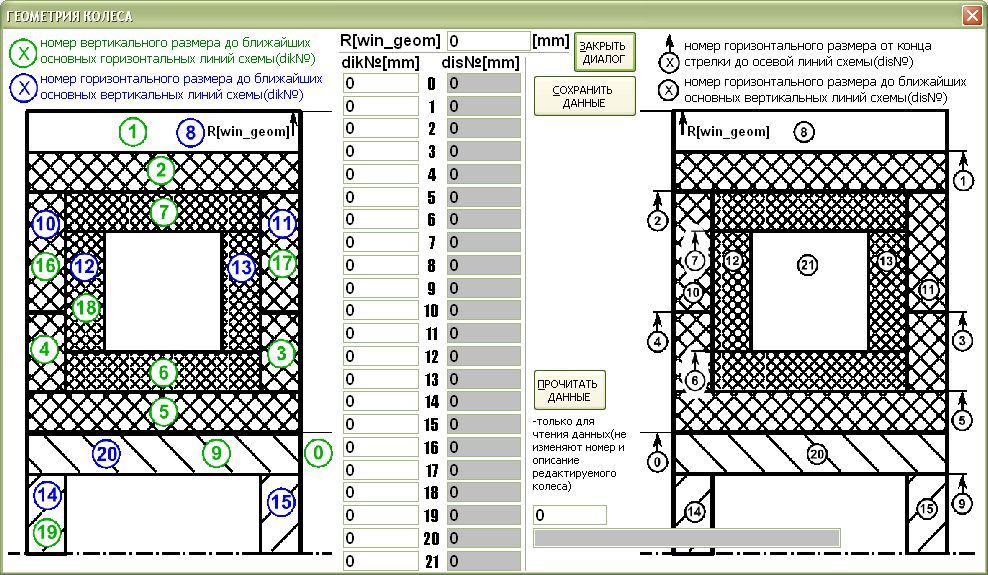 ГЕОМЕТРИЯ КОЛЕСА
X номер вертикального размера до ближайших
основных горизонтальных линий схемы(dik№)
X номер горизонтального размера до ближайших
основных вертикальных линий схемы(dik№)
1 8 R[win_geom]
2
7
10 11
16 12 13 17
18
4 3
6
5
20 9 0
14 15
19
R[win_geom] 0 [mm]
dik№[mm] dis№[mm]
0 0 0
0 1 0
0 2 0
0 3 0
0 4 0
0 5 0
0 6 0
0 7 0
0 8 0
0 9 0
0 10 0
0 11 0
0 12 0
0 13 0
0 14 0
0 15 0
0 16 0
0 17 0
0 18 0
0 19 0
0 20 0
0 21 0
ЗАКРЫТЬ
ДИАЛОГ
СОХРАНИТЬ
ДАННЫЕ
ПРОЧИТАТЬ
ДАННЫЕ
-только для
чтения данных(не
изменяют номер и
описание
редактируемого
колеса)
0
X номер горизонтального размера от конца
стрелки до осевой линий схемы(dis№)
X номер горизонтального размера до ближайших
основных вертикальных линий схемы(dis№)
R[win_geom] 8
1
2
7 12 21 13
10 11
4 3
6
5
0 20
9
14 15